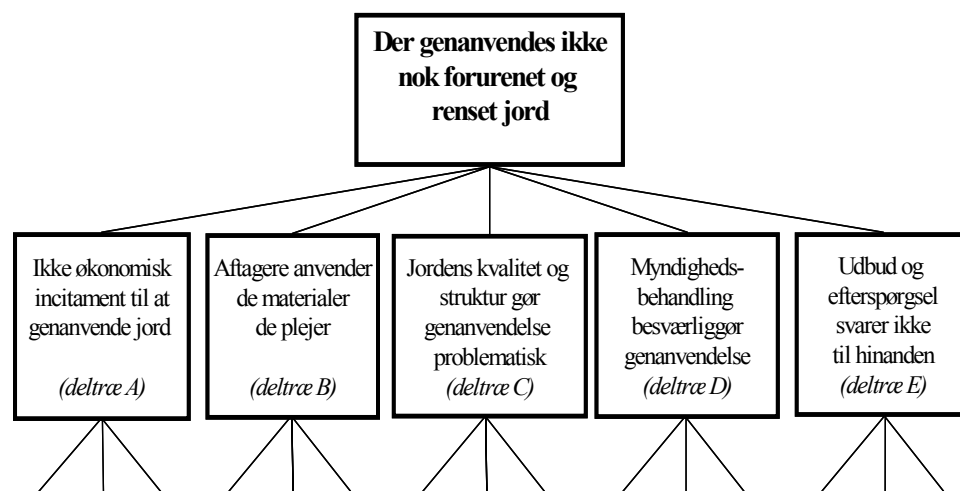 Der genanvendes ikke
nok forurenet og
renset jord
Ikke økonomisk
incitament til at
genanvende jord
(deltræ A)
Aftagere anvender
de materialer
de plejer
(deltræ B)
Jordens kvalitet og
struktur gør
genanvendelse
problematisk
(deltræ C)
Myndigheds-
behandling
besværliggør
genanvendelse
(deltræ D)
Udbud og
efterspørgsel
svarer ikke
til hinanden
(deltræ E)